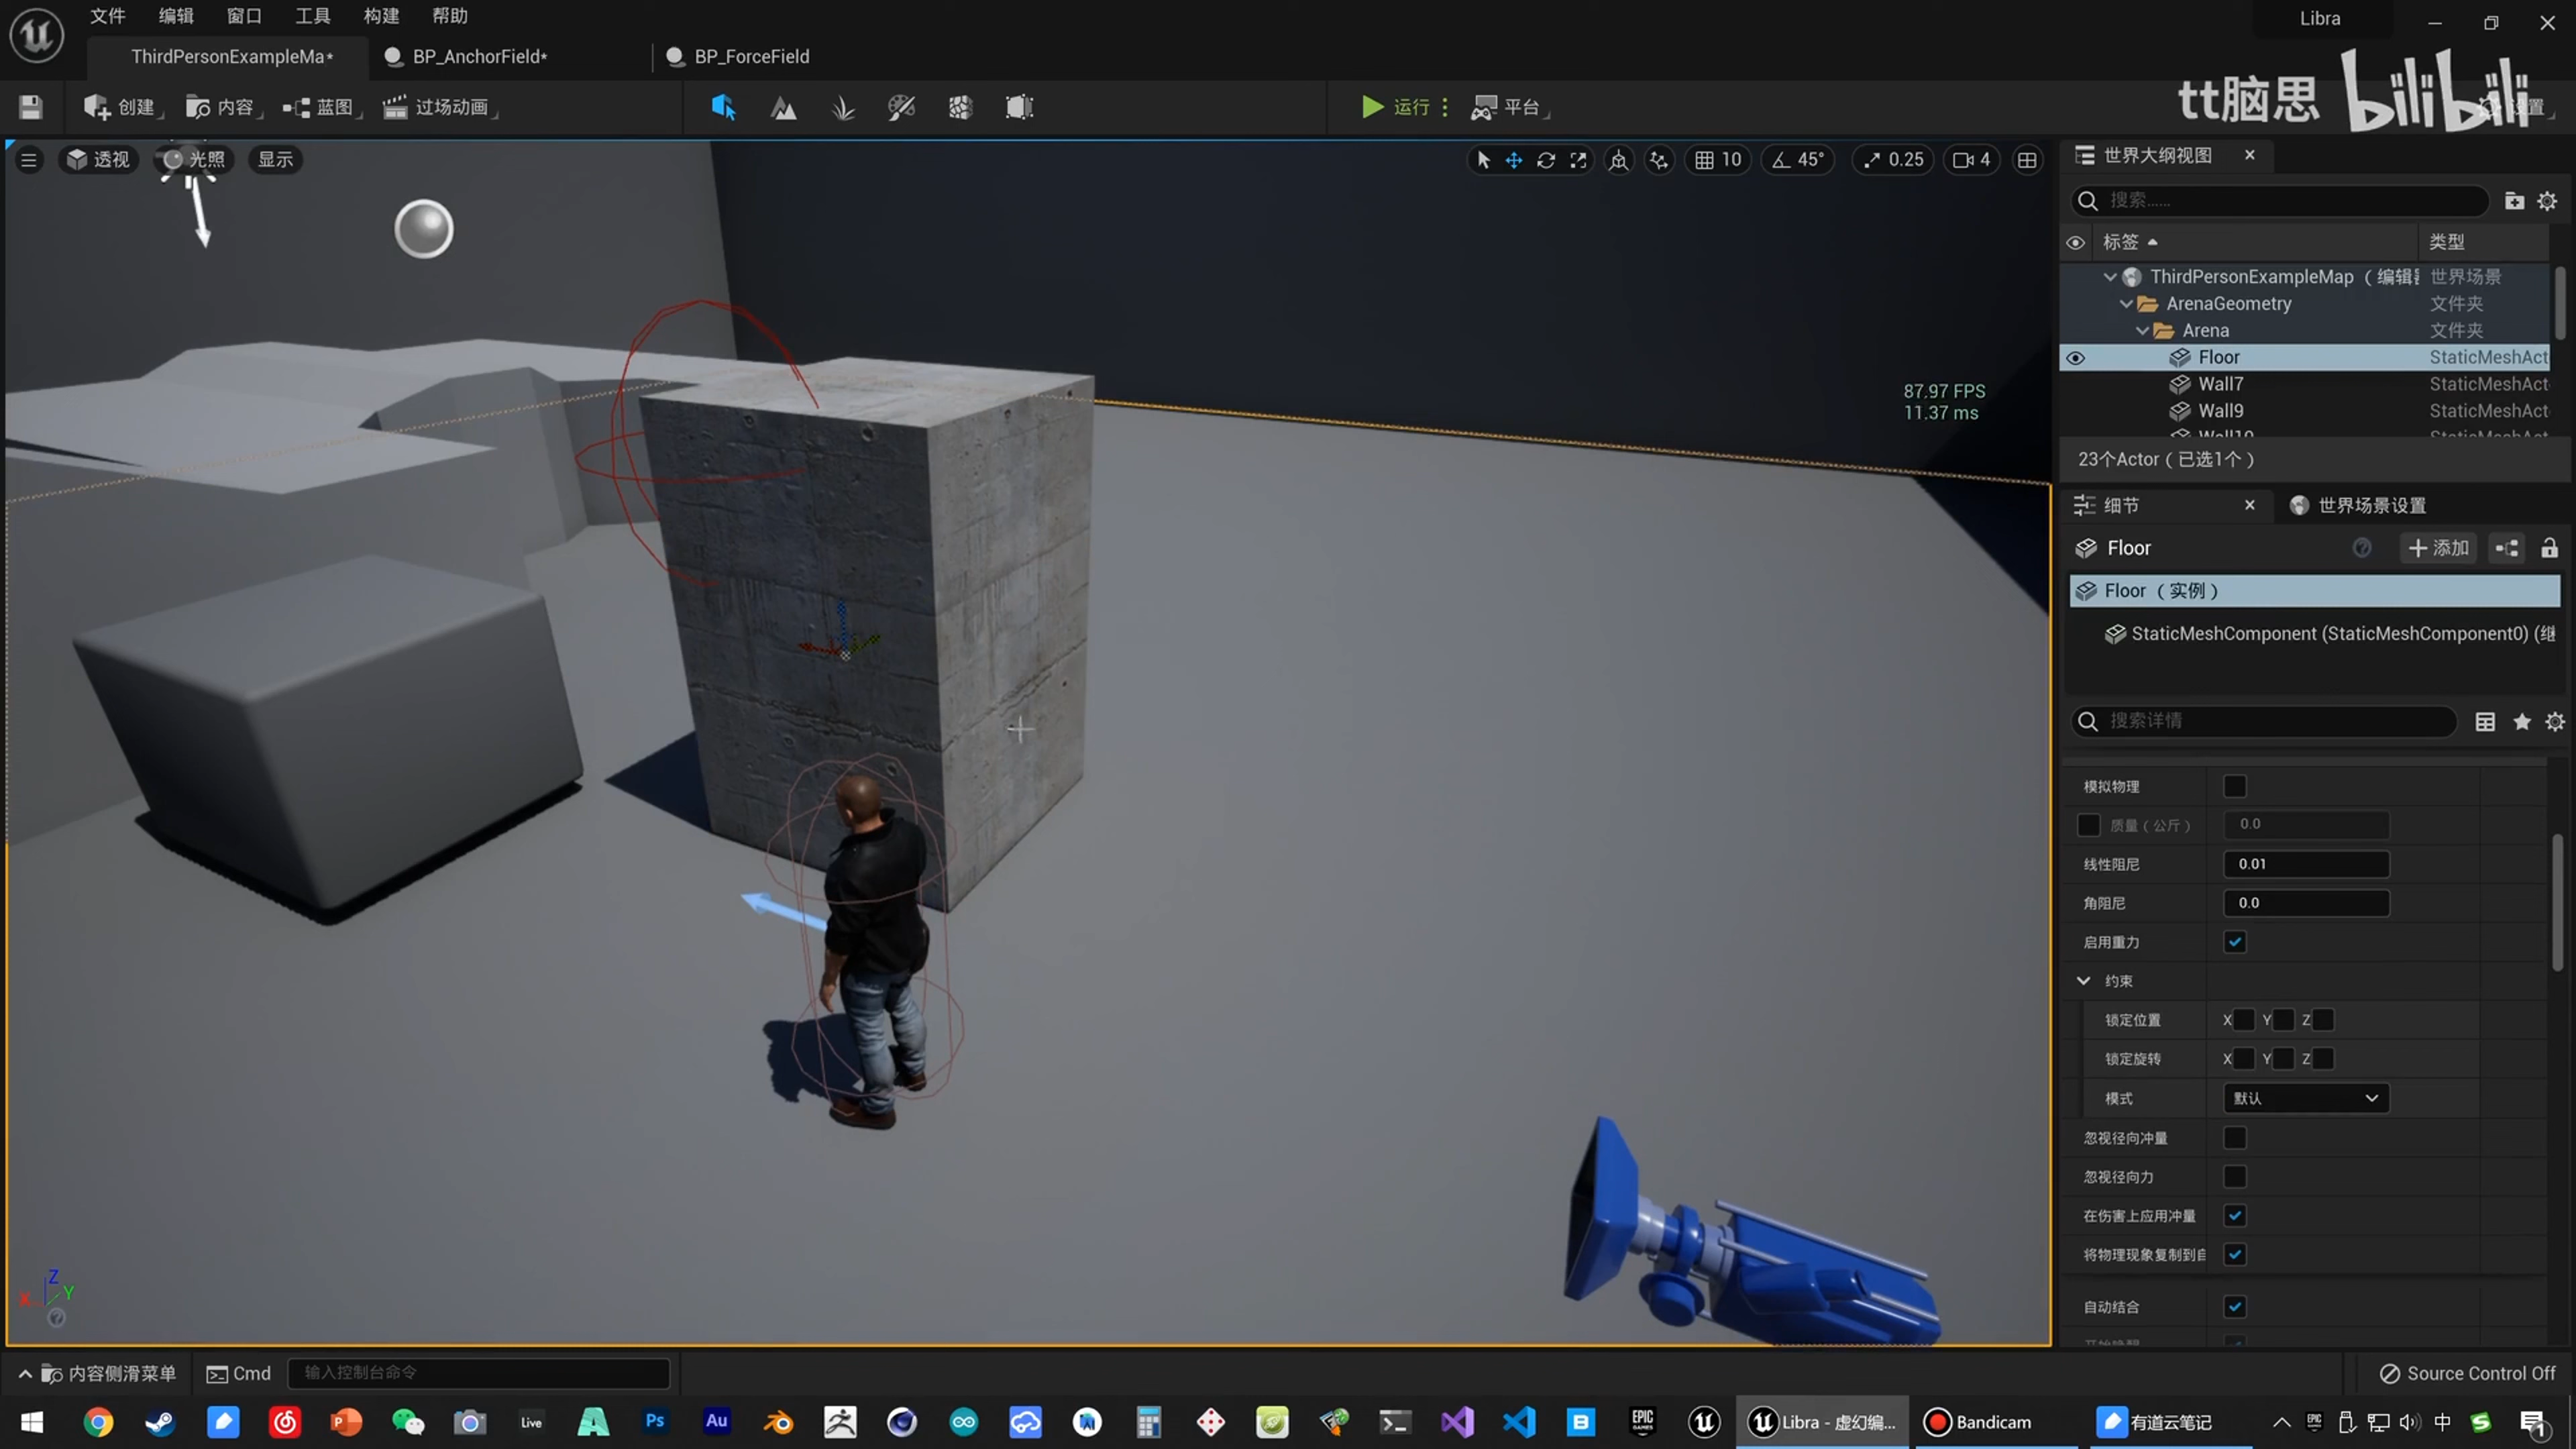 文件 编辑 窗口 工具 构建 帮助
Libra
ThirdPersonExampleMa*
BP_AnchorField*
BP_ForceField
创建 内容 蓝图 过场动画
运行 平台
tt脑思 bilibili
透视 光照 显示
10 45° 0.25 4
87.97 FPS
11.37 ms
世界大纲视图
搜索......
标签 类型
ThirdPersonExampleMap（编辑器 世界场景
ArenaGeometry 文件夹
Arena 文件夹
Floor StaticMeshAct
Wall7 StaticMeshAct
Wall9 StaticMeshAct
23个Actor（已选1个）
细节 世界场景设置
Floor 添加
Floor （实例）
StaticMeshComponent (StaticMeshComponent0) (继
搜索详情
模拟物理
质量（公斤） 0.0
线性阻尼 0.01
角阻尼 0.0
启用重力
约束
锁定位置 X Y Z
锁定旋转 X Y Z
模式 默认
忽视径向冲量
忽视径向力
在伤害上应用冲量
将物理现象复制到自
自动结合
Z
X Y
内容侧滑菜单 Cmd 输入控制台命令
Source Control Off
Live Ps Au
EPIC GAMES
Libra - 虚幻编...
Bandicam
有道云笔记
中